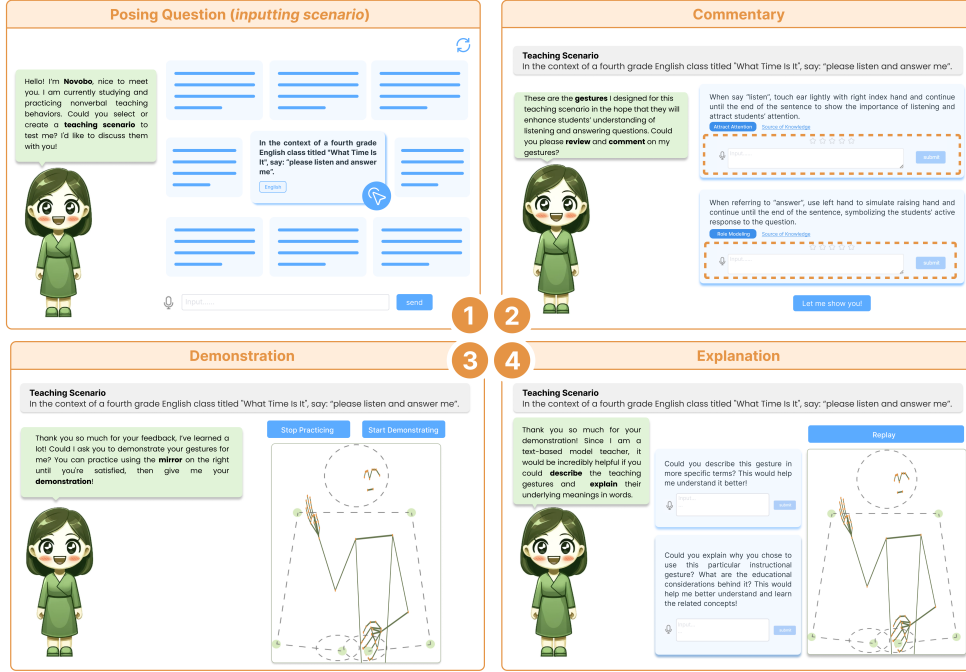 Posing Question (inputting scenario)
Hello! I'm Novobo, nice to meet
you. I am currently studying and
practicing nonverbal teaching
behaviors. Could you select or
create a teaching scenario to
test me? I'd like to discuss them
with you!
In the context of a fourth grade
English class titled "What Time Is
It", say: "please listen and answer
me".
English
Input......
send
1
Commentary
Teaching Scenario
In the context of a fourth grade English class titled "What Time Is It", say: "please listen and answer me".
These are the gestures I designed for this
teaching scenario in the hope that they will
enhance students' understanding of
listening and answering questions. Could
you please review and comment on my
gestures?
When say "listen", touch ear lightly with right index hand and continue
until the end of the sentence to show the importance of listening and
attract students' attention.
Attract Attention
Source of Knowledge
Input......
submit
When referring to "answer", use left hand to simulate raising hand and
continue until the end of the sentence, symbolizing the students' active
response to the question.
Role Modeling
Source of Knowledge
Input......
submit
Let me show you!
2
Demonstration
3
Teaching Scenario
In the context of a fourth grade English class titled "What Time Is It", say: "please listen and answer me".
Thank you so much for your feedback, I've learned a
lot! Could I ask you to demonstrate your gestures for
me? You can practice using the mirror on the right
until you're satisfied, then give me your
demonstration!
Stop Practicing
Start Demonstrating
4
Explanation
Teaching Scenario
In the context of a fourth grade English class titled "What Time Is It", say: "please listen and answer me".
Thank you so much for your
demonstration! Since I am a
text-based model teacher, it
would be incredibly helpful if you
could describe the teaching
gestures and explain their
underlying meanings in words.
Could you describe this gesture in
more specific terms? This would help
me understand it better!
Input...
submit
Could you explain why you chose to
use this particular instructional
gesture? What are the educational
considerations behind it? This would
help me better understand and learn
the related concepts!
Input...
submit
Replay